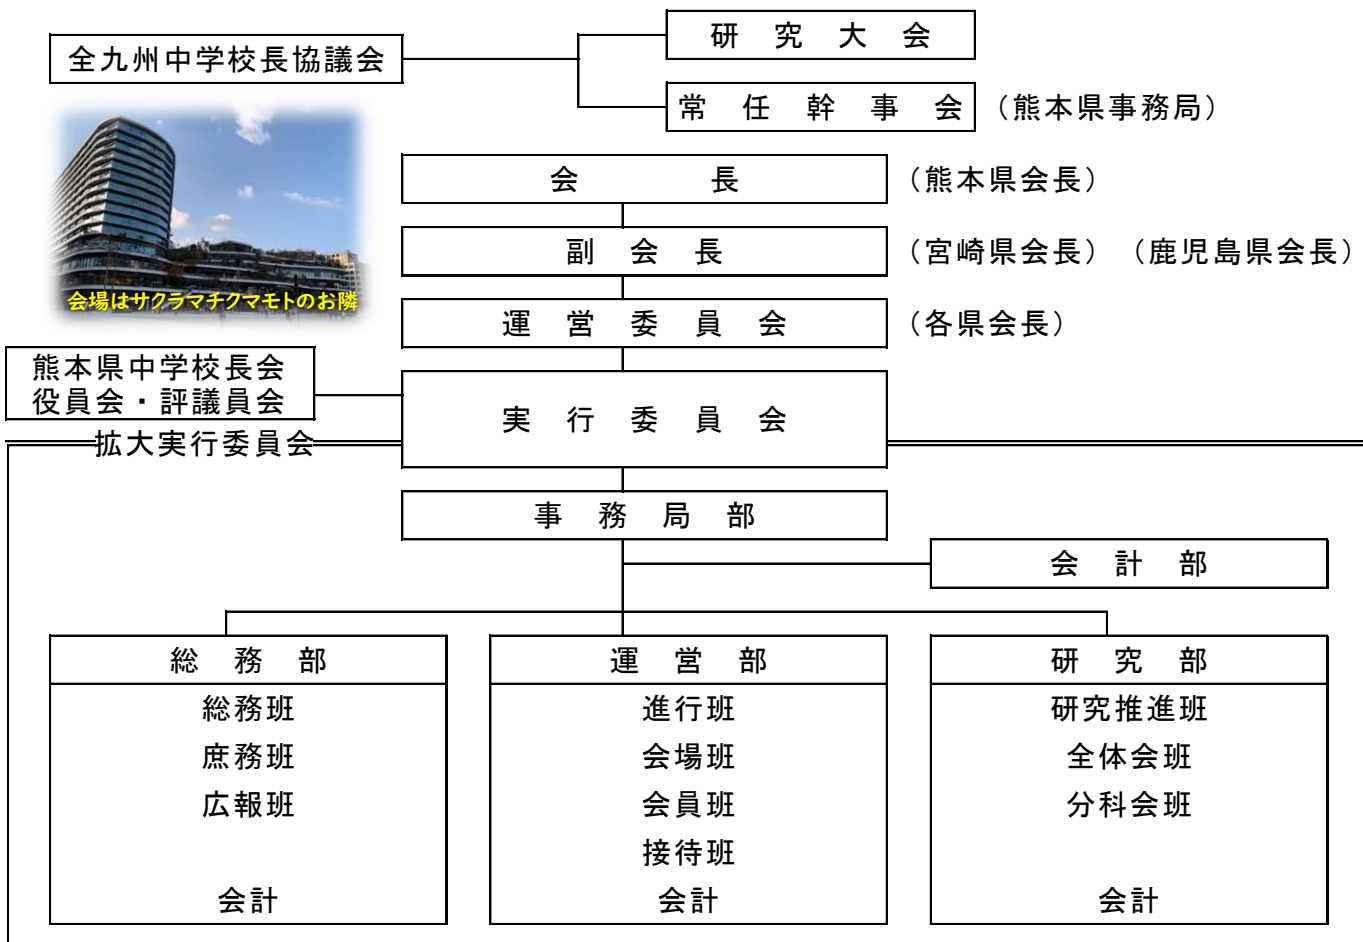 研究大会
全九州中学校長協議会
常任幹事会 (熊本県事務局)
会長 (熊本県会長)
副会長 (宮崎県会長) (鹿児島県会長)
会場はサクラマチクマモトのお隣
運営委員会 (各県会長)
熊本県中学校長会
役員会・評議員会
実行委員会
拡大実行委員会
事務局部
会計部
総務部 運営部 研究部
総務班 進行班 研究推進班
庶務班 会場班 全体会班
広報班 会員班 分科会班
接待班
会計 会計 会計